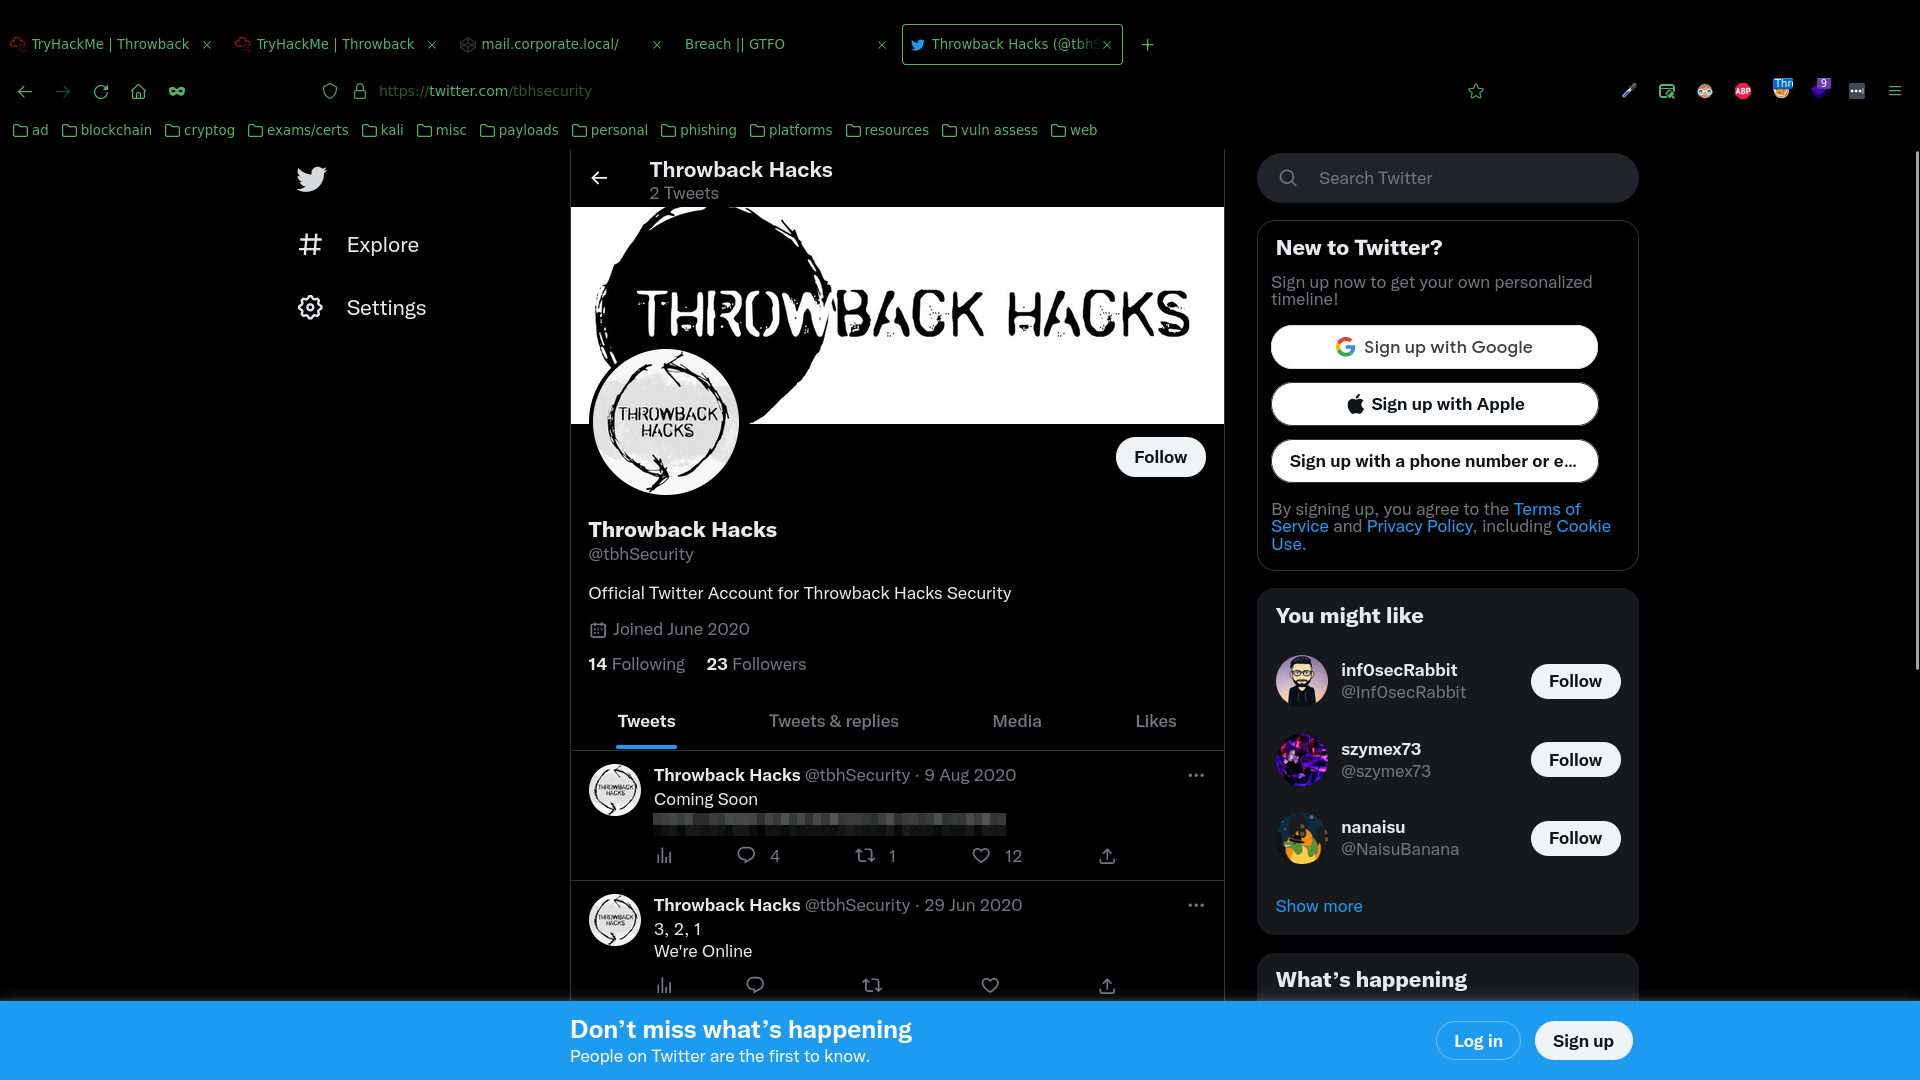 TryHackMe | Throwback
TryHackMe | Throwback
mail.corporate.local/
Breach || GTFO
Throwback Hacks (@tbhS
https://twitter.com/tbhsecurity
Thr
9
ABP
ad
blockchain
cryptog
exams/certs
kali
misc
payloads
personal
phishing
platforms
resources
vuln assess
web
Explore
Settings
Throwback Hacks
2 Tweets
THROWBACK HACKS
THROWBACK
HACKS
Follow
Throwback Hacks
@tbhSecurity
Official Twitter Account for Throwback Hacks Security
Joined June 2020
14 Following 23 Followers
Tweets
Tweets & replies
Media
Likes
THROWBACK
HACKS
Throwback Hacks @tbhSecurity · 9 Aug 2020
Coming Soon
4
1
12
THROWBACK
HACKS
Throwback Hacks @tbhSecurity · 29 Jun 2020
3, 2, 1
We're Online
Search Twitter
New to Twitter?
Sign up now to get your own personalized
timeline!
Sign up with Google
Sign up with Apple
Sign up with a phone number or e...
By signing up, you agree to the Terms of
Service and Privacy Policy, including Cookie
Use.
You might like
inf0secRabbit
@Inf0secRabbit
Follow
szymex73
@szymex73
Follow
nanaisu
@NaisuBanana
Follow
Show more
What’s happening
Don’t miss what’s happening
People on Twitter are the first to know.
Log in
Sign up